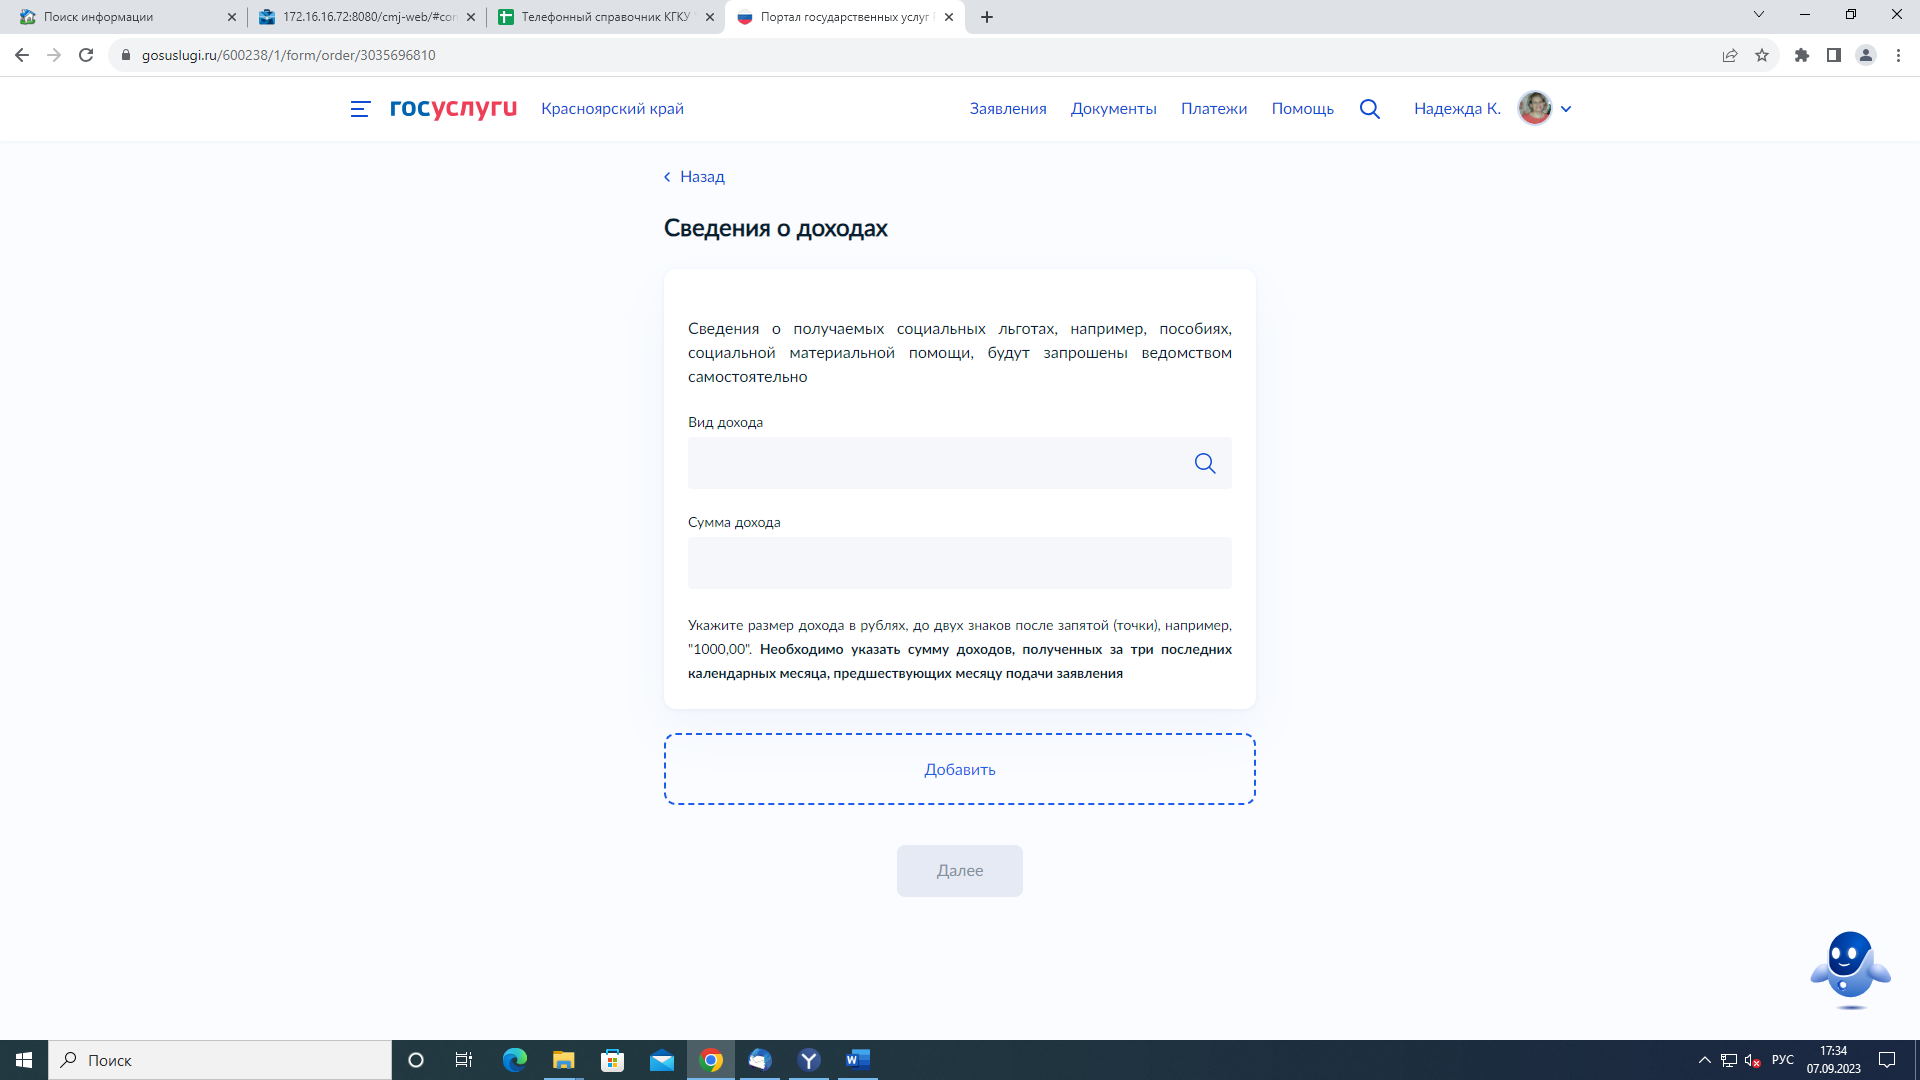 Поиск информации
172.16.16.72:8080/cmj-web/#con
Телефонный справочник КГКУ
Портал государственных услуг
gosuslugi.ru/600238/1/form/order/3035696810
госуслуги
Красноярский край
Заявления
Документы
Платежи
Помощь
Надежда К.
Назад
Сведения о доходах
Сведения о получаемых социальных льготах, например, пособиях,
социальной материальной помощи, будут запрошены ведомством
самостоятельно
Вид дохода
Сумма дохода
Укажите размер дохода в рублях, до двух знаков после запятой (точки), например,
"1000,00". Необходимо указать сумму доходов, полученных за три последних
календарных месяца, предшествующих месяцу подачи заявления
Добавить
Далее
Поиск
РУС
17:34
07.09.2023